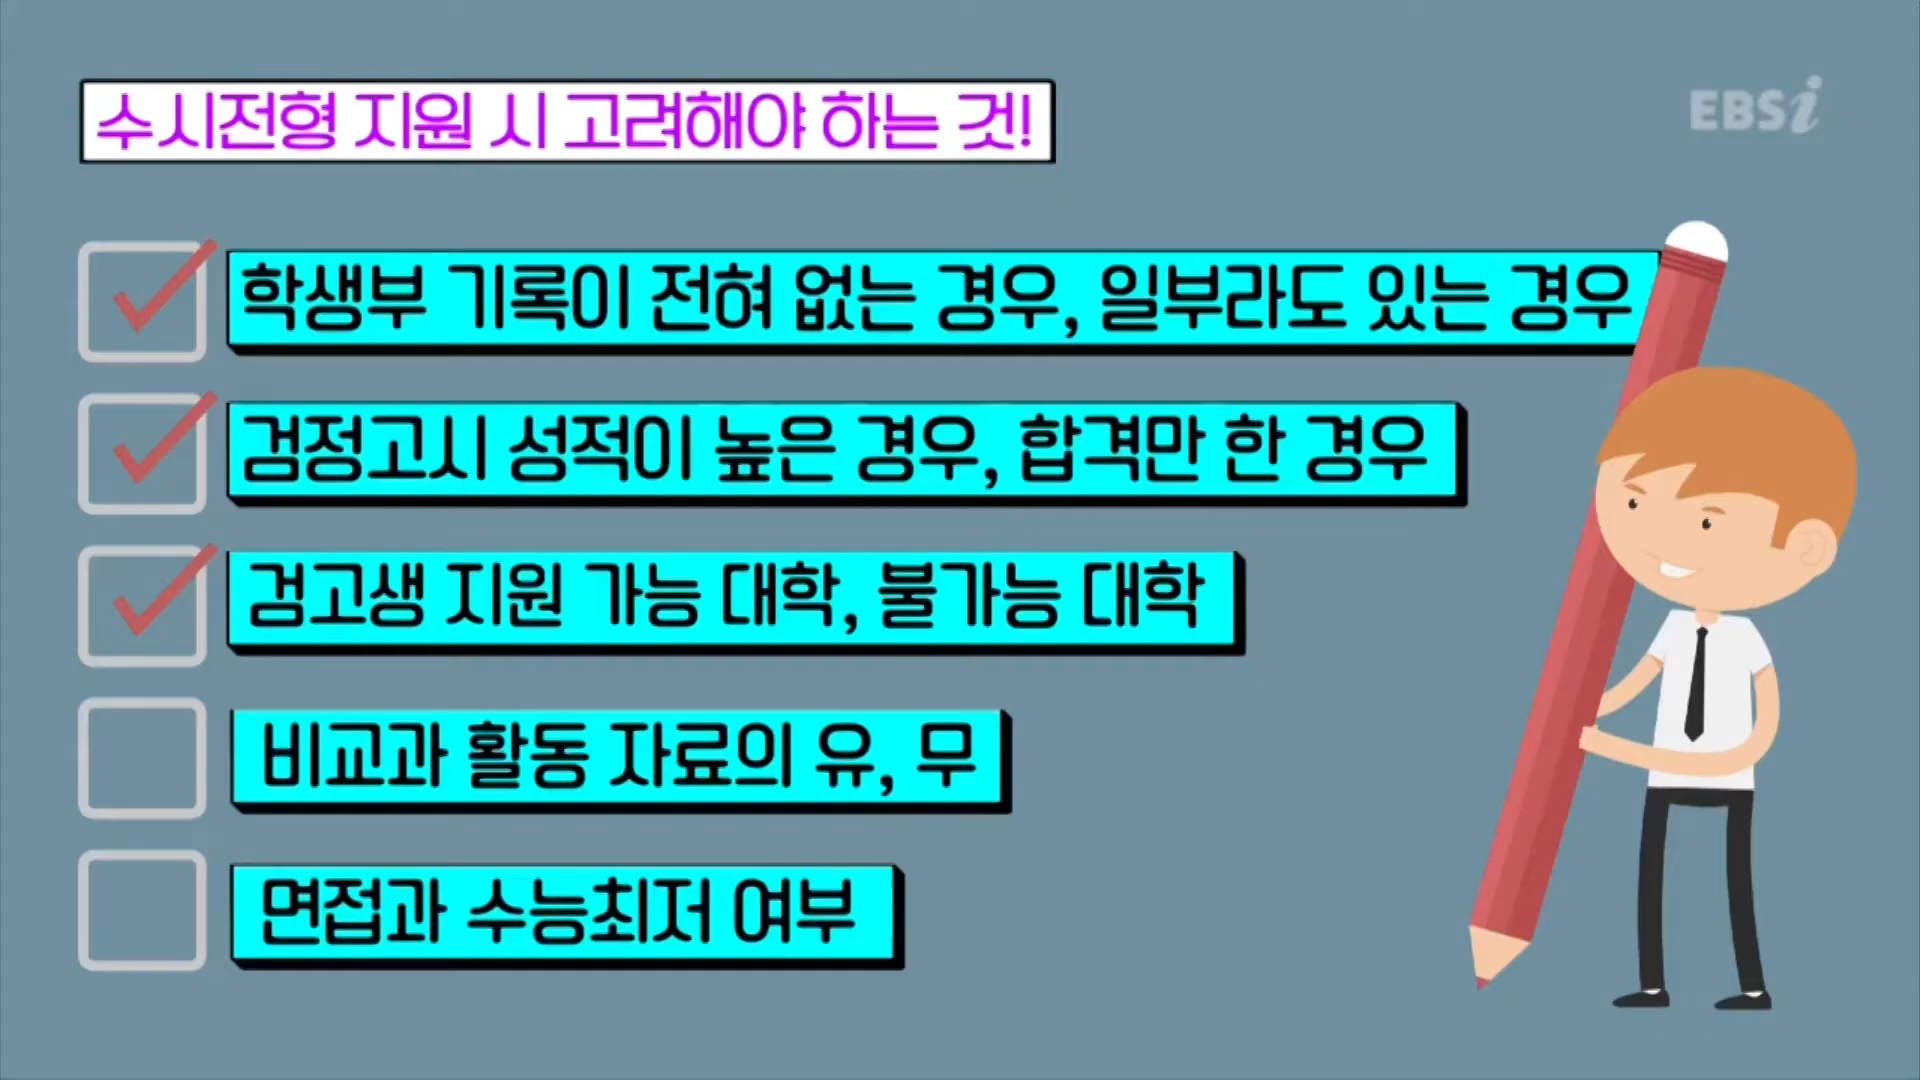 수시전형 지원 시 고려해야 하는 것!
EBSi
학생부 기록이 전혀 없는 경우, 일부라도 있는 경우
검정고시 성적이 높은 경우, 합격만 한 경우
검고생 지원 가능 대학, 불가능 대학
비교과 활동 자료의 유, 무
면접과 수능최저 여부